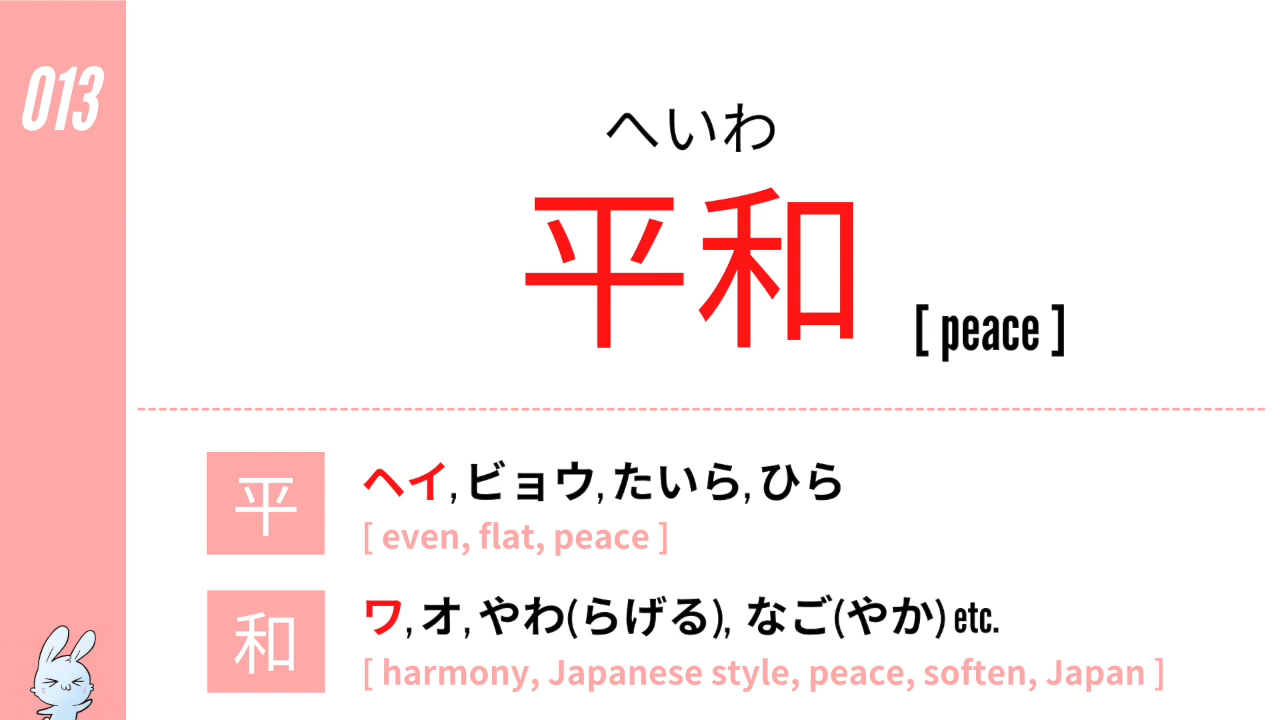 013
へいわ
平和
[ peace ]
平
ヘイ, ビョウ, たいら, ひら
[ even, flat, peace ]
和
ワ, オ, やわ(らげる), なご(やか) etc.
[ harmony, Japanese style, peace, soften, Japan ]